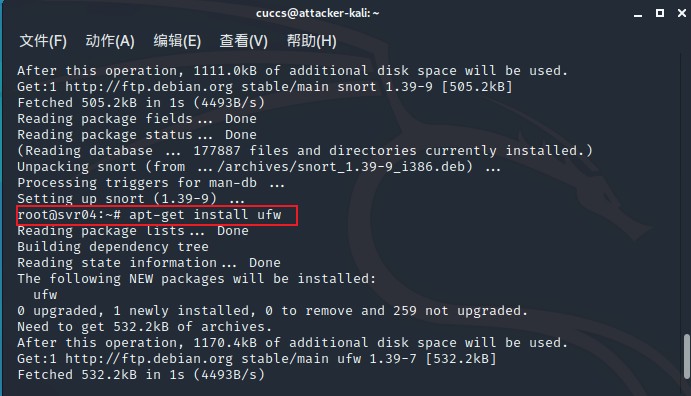 cuccs@attacker-kali: ~
文件(F) 动作(A) 编辑(E) 查看(V) 帮助(H)
After this operation, 1111.0kB of additional disk space will be used.
Get:1 http://ftp.debian.org stable/main snort 1.39-9 [505.2kB]
Fetched 505.2kB in 1s (4493B/s)
Reading package fields... Done
Reading package status... Done
(Reading database ... 177887 files and directories currently installed.)
Unpacking snort (from .../archives/snort_1.39-9_i386.deb) ...
Processing triggers for man-db ...
Setting up snort (1.39-9) ...
root@svr04:~# apt-get install ufw
Reading package lists... Done
Building dependency tree
Reading state information... Done
The following NEW packages will be installed:
ufw
0 upgraded, 1 newly installed, 0 to remove and 259 not upgraded.
Need to get 532.2kB of archives.
After this operation, 1170.4kB of additional disk space will be used.
Get:1 http://ftp.debian.org stable/main ufw 1.39-7 [532.2kB]
Fetched 532.2kB in 1s (4493B/s)